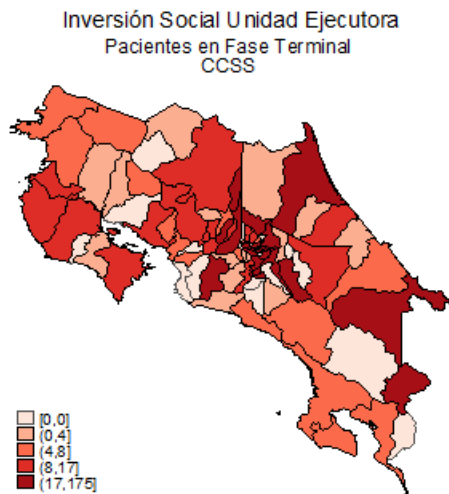 Inversión Social Unidad Ejecutora
Pacientes en Fase Terminal
CCSS
[0,0]
(0,4]
(4,8]
(8,17]
(17,175]